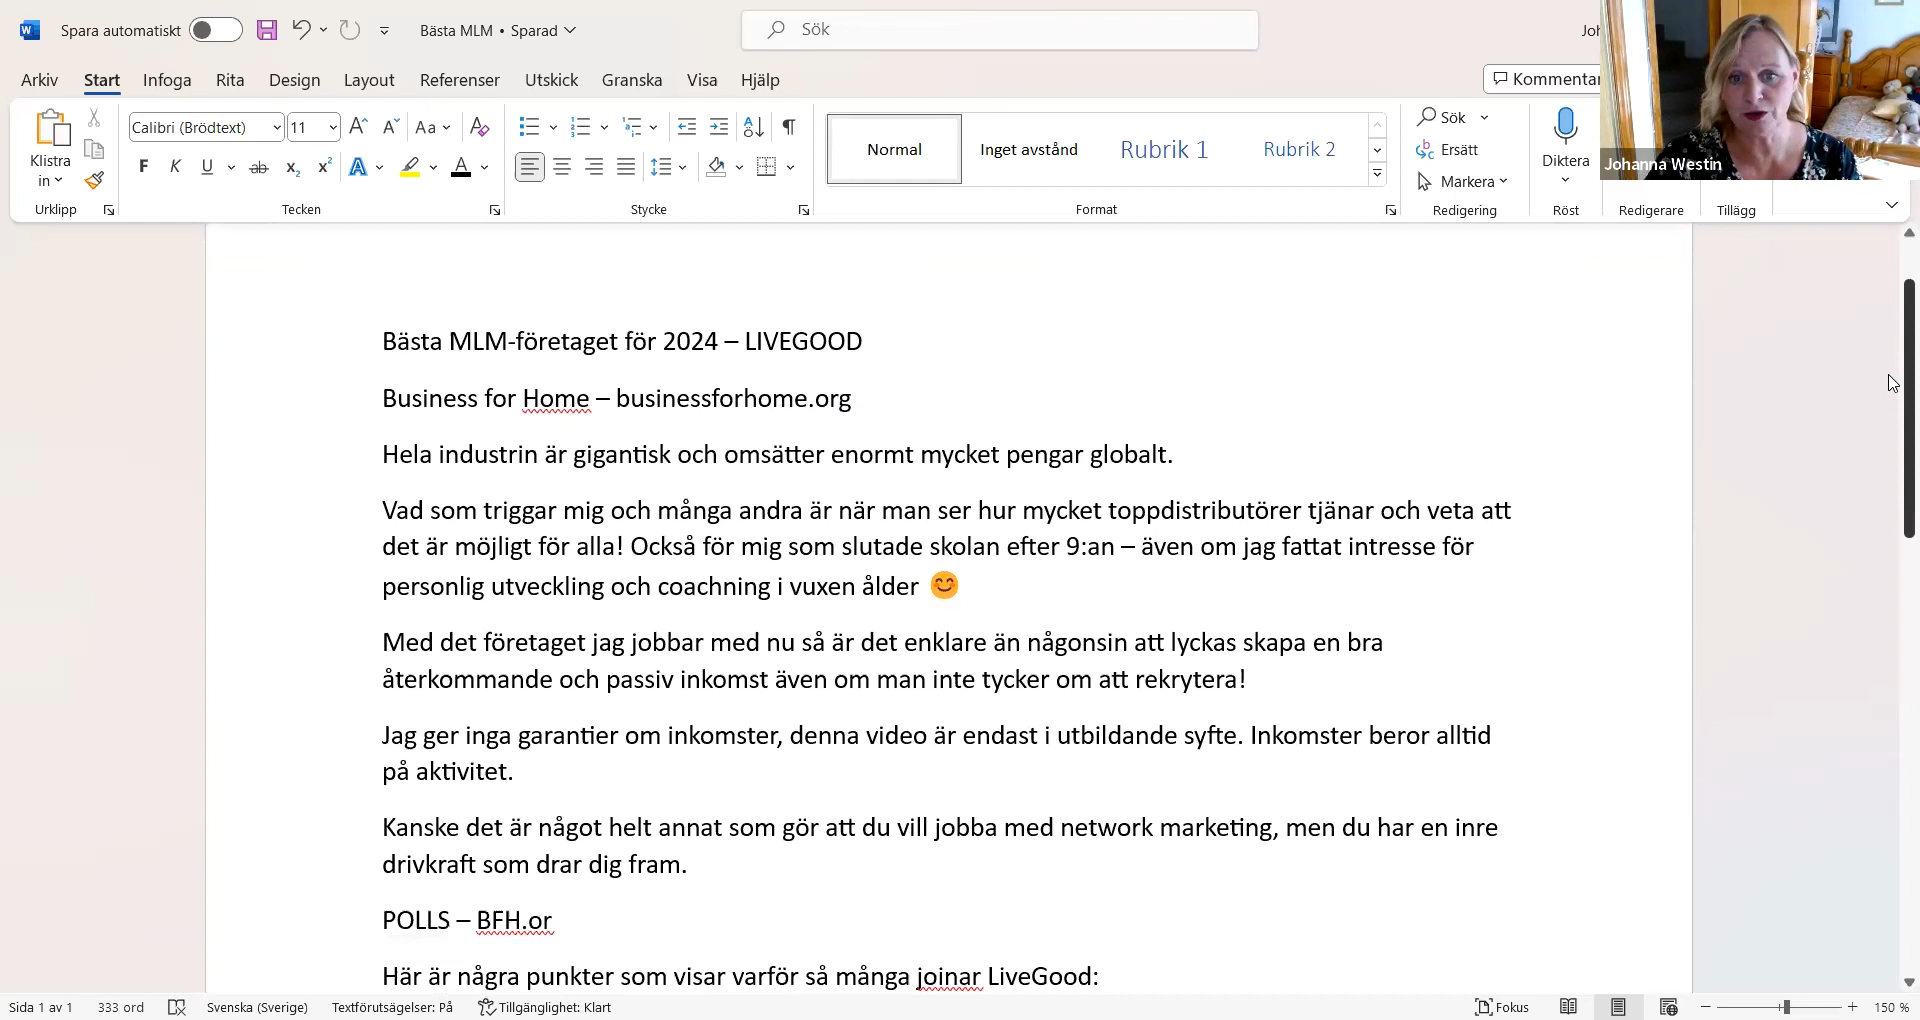 Spara automatiskt
Bästa MLM • Sparad
Sök
Arkiv Start Infoga Rita Design Layout Referenser Utskick Granska Visa Hjälp
Kommentar
Johanna Westin
Klistra in
Calibri (Brödtext) 11
Aa
F K U ab x₂ x² A A
Normal Inget avstånd Rubrik 1 Rubrik 2
Sök
Ersätt
Markera
Diktera
Urklipp Tecken Stycke Format Redigering Röst Redigerare Tillägg
Bästa MLM-företaget för 2024 – LIVEGOOD
Business for Home – businessforhome.org
Hela industrin är gigantisk och omsätter enormt mycket pengar globalt.
Vad som triggar mig och många andra är när man ser hur mycket toppdistributörer tjänar och veta att
det är möjligt för alla! Också för mig som slutade skolan efter 9:an – även om jag fattat intresse för
personlig utveckling och coachning i vuxen ålder 😊
Med det företaget jag jobbar med nu så är det enklare än någonsin att lyckas skapa en bra
återkommande och passiv inkomst även om man inte tycker om att rekrytera!
Jag ger inga garantier om inkomster, denna video är endast i utbildande syfte. Inkomster beror alltid
på aktivitet.
Kanske det är något helt annat som gör att du vill jobba med network marketing, men du har en inre
drivkraft som drar dig fram.
POLLS – BFH.or
Här är några punkter som visar varför så många joinar LiveGood:
Sida 1 av 1 333 ord Svenska (Sverige) Textförutsägelser: På Tillgänglighet: Klart
Fokus 150 %